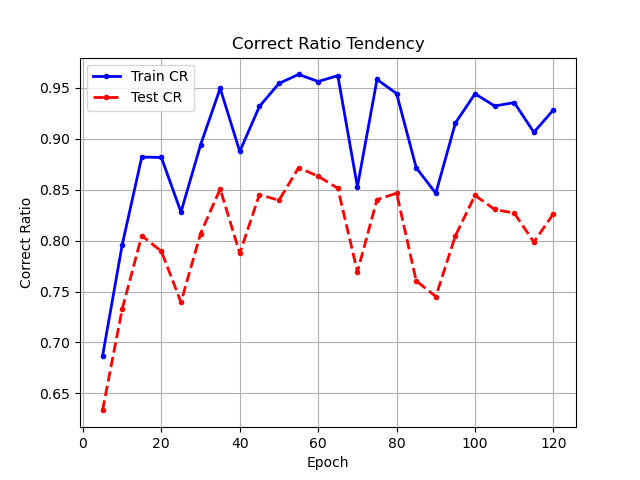 Correct Ratio Tendency
Train CR
Test CR
Correct Ratio
0.95
0.90
0.85
0.80
0.75
0.70
0.65
0 20 40 60 80 100 120
Epoch